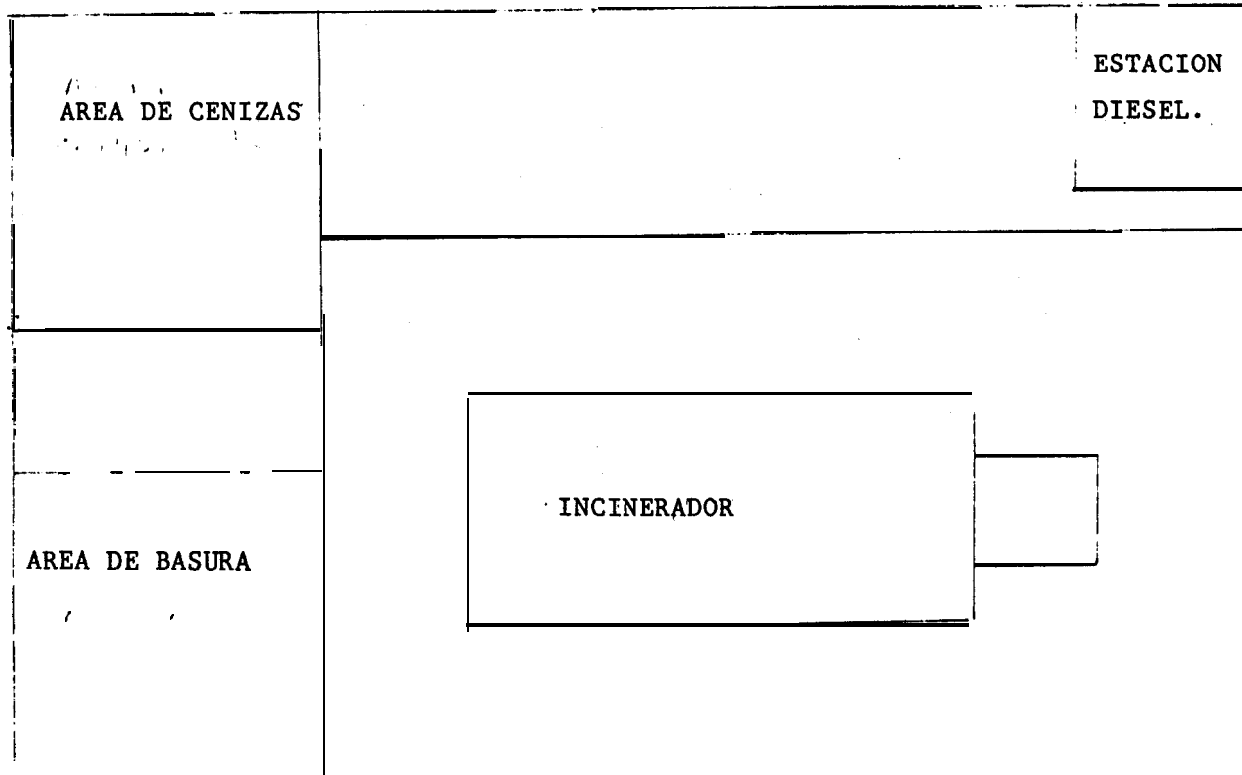 AREA DE CENIZAS
ESTACION
DIESEL.
INCINERADOR
AREA DE BASURA